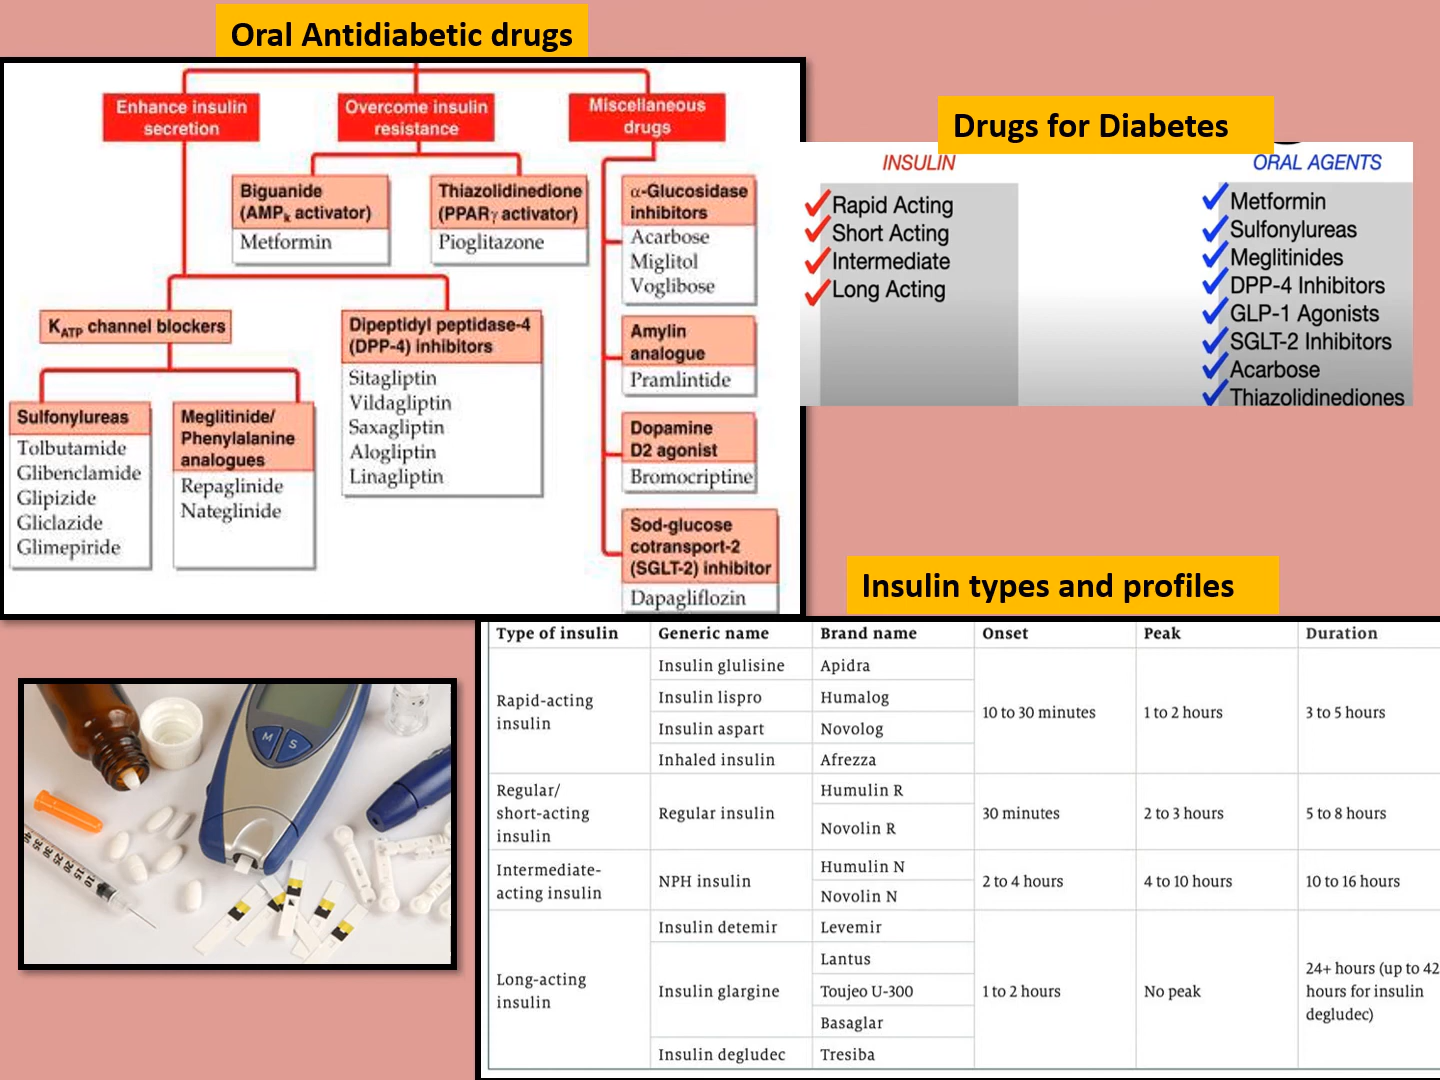 Oral Antidiabetic drugs
Enhance insulin
secretion
Overcome insulin
resistance
Miscellaneous
drugs
Biguanide
(AMPk activator)
Metformin
Thiazolidinedione
(PPARγ activator)
Pioglitazone
α-Glucosidase
inhibitors
Acarbose
Miglitol
Voglibose
KATP channel blockers
Dipeptidyl peptidase-4
(DPP-4) inhibitors
Sitagliptin
Vildagliptin
Saxagliptin
Alogliptin
Linagliptin
Amylin
analogue
Pramlintide
Sulfonylureas
Tolbutamide
Glibenclamide
Glipizide
Gliclazide
Glimepiride
Meglitinide/
Phenylalanine
analogues
Repaglinide
Nateglinide
Dopamine
D2 agonist
Bromocriptine
Sod-glucose
cotransport-2
(SGLT-2) inhibitor
Dapagliflozin
Drugs for Diabetes
INSULIN
Rapid Acting
Short Acting
Intermediate
Long Acting
ORAL AGENTS
Metformin
Sulfonylureas
Meglitinides
DPP-4 Inhibitors
GLP-1 Agonists
SGLT-2 Inhibitors
Acarbose
Thiazolidinediones
Insulin types and profiles
Type of insulin Generic name Brand name Onset Peak Duration
Rapid-acting
insulin
Insulin glulisine Apidra
Insulin lispro Humalog
Insulin aspart Novolog
Inhaled insulin Afrezza
10 to 30 minutes 1 to 2 hours 3 to 5 hours
Regular/
short-acting
insulin
Regular insulin
Humulin R
Novolin R
30 minutes 2 to 3 hours 5 to 8 hours
Intermediate-
acting insulin
NPH insulin
Humulin N
Novolin N
2 to 4 hours 4 to 10 hours 10 to 16 hours
Long-acting
insulin
Insulin detemir Levemir
Insulin glargine
Lantus
Toujeo U-300
Basaglar
Insulin degludec Tresiba
1 to 2 hours No peak
24+ hours (up to 42
hours for insulin
degludec)
M S
40 35 30 25 20 15 10